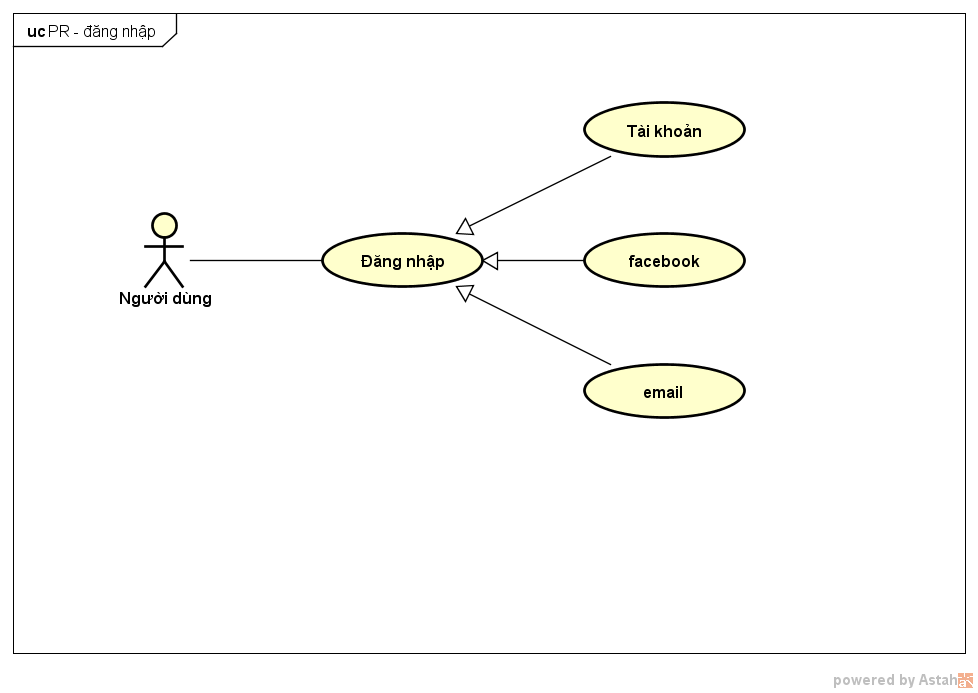 uc PR - đăng nhập
Tài khoản
Đăng nhập
facebook
Người dùng
email
powered by Astah